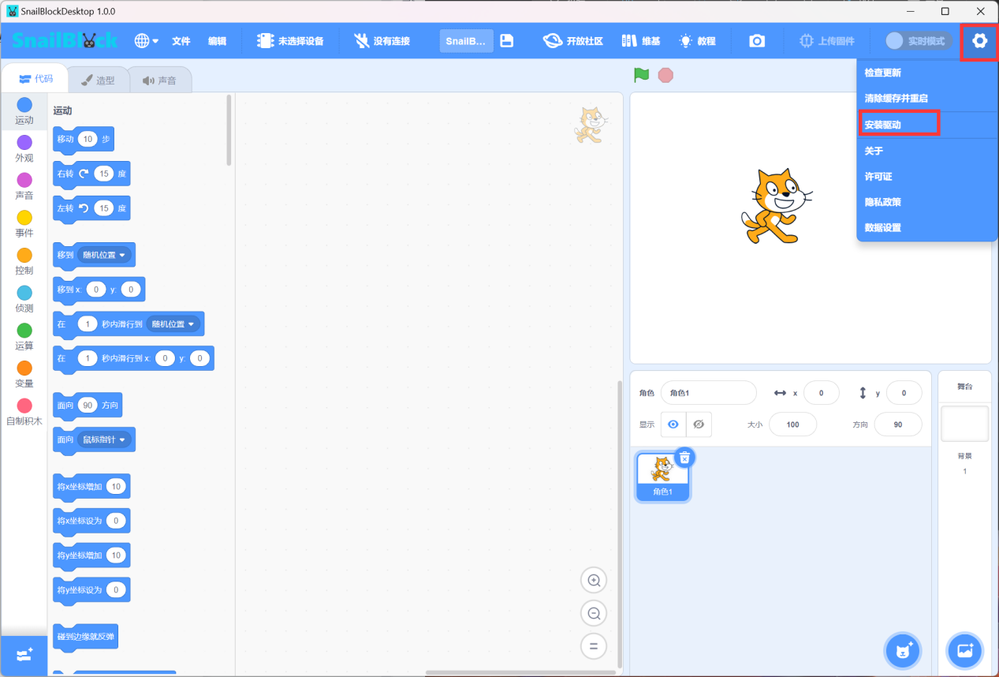 SnailBlockDesktop 1.0.0
SnailBlock
文件
编辑
未选择设备
没有连接
SnailB...
开放社区
维基
教程
上传固件
实时模式
检查更新
清除缓存并重启
安装驱动
关于
许可证
隐私政策
数据设置
代码
造型
声音
运动
外观
声音
事件
控制
侦测
运算
变量
自制积木
运动
移动 10 步
右转 15 度
左转 15 度
移到 随机位置
移到 x: 0 y: 0
在 1 秒内滑行到 随机位置
在 1 秒内滑行到 x: 0 y: 0
面向 90 方向
面向 鼠标指针
将x坐标增加 10
将x坐标设为 0
将y坐标增加 10
将y坐标设为 0
碰到边缘就反弹
角色 角色1 x 0 y 0
显示 大小 100 方向 90
角色1
舞台
背景
1